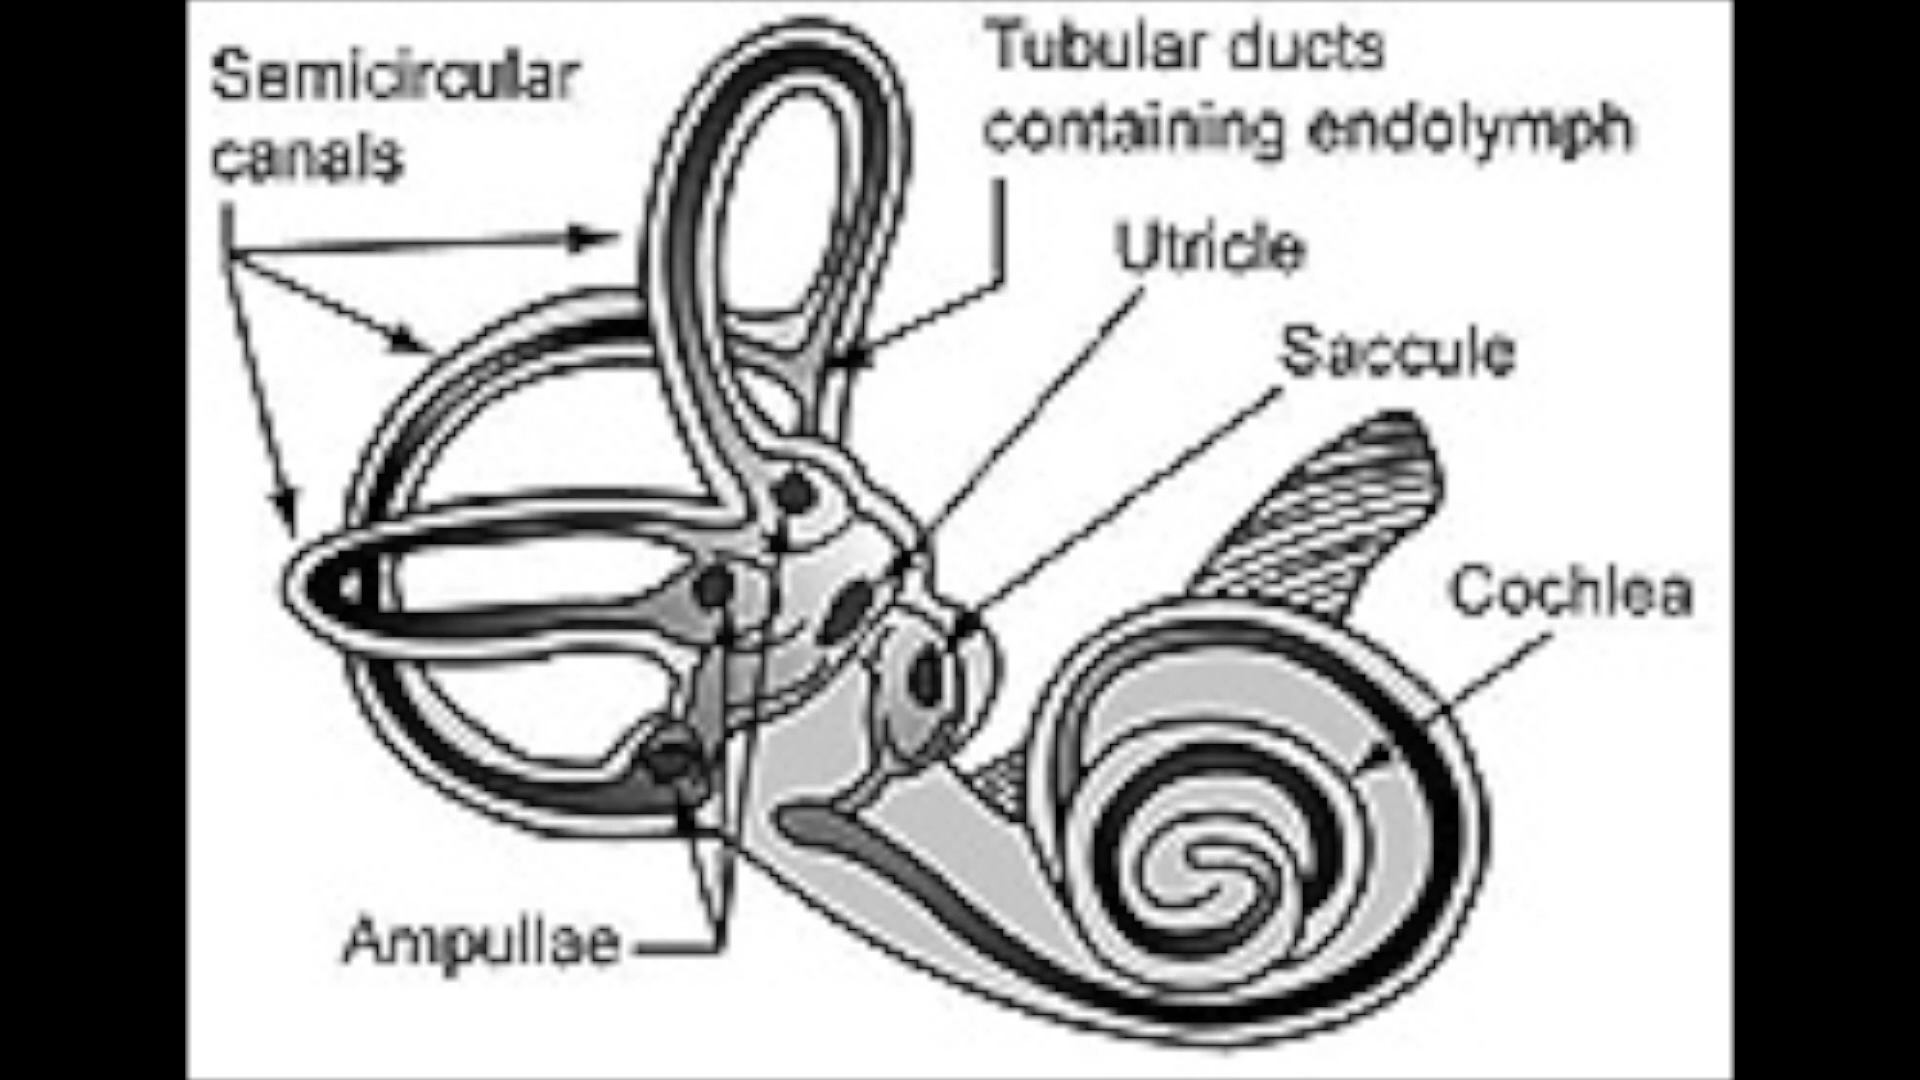 Semicircular
canals
Tubular ducts
containing endolymph
Utricle
Saccule
Cochlea
Ampullae